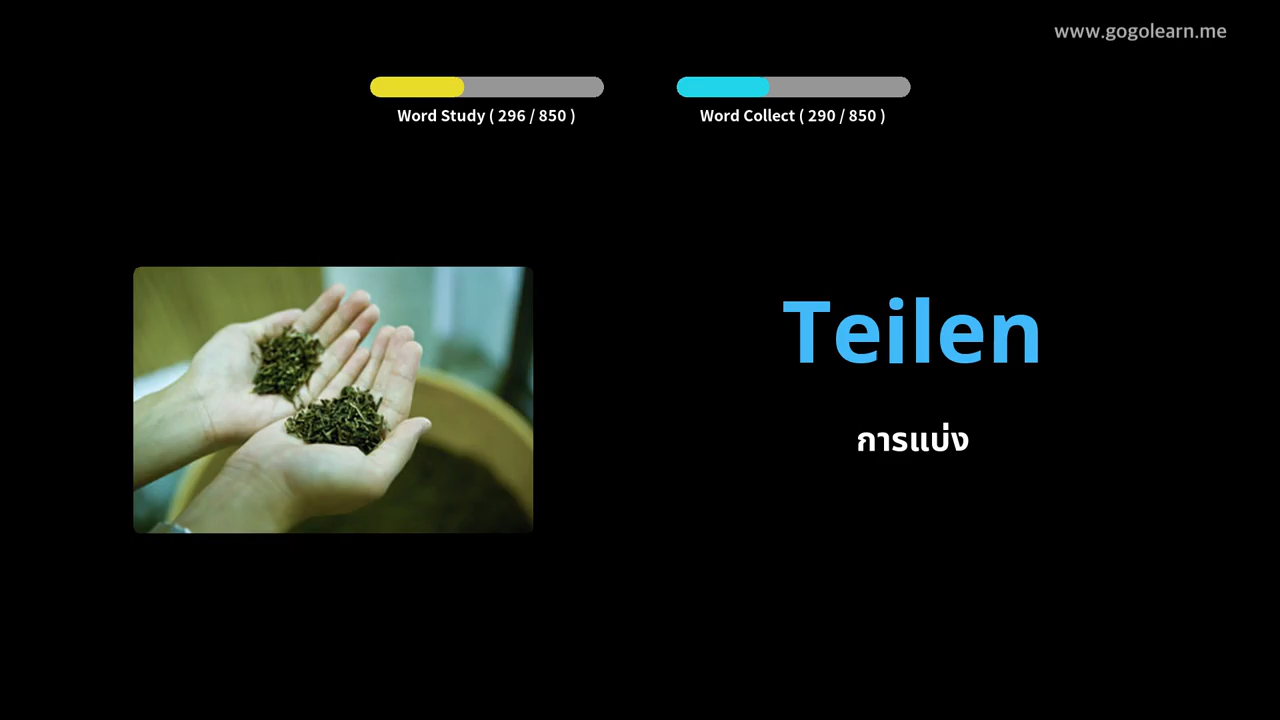 www.gogolearn.me
Word Study ( 296 / 850 )
Word Collect ( 290 / 850 )
Teilen
การแบ่ง